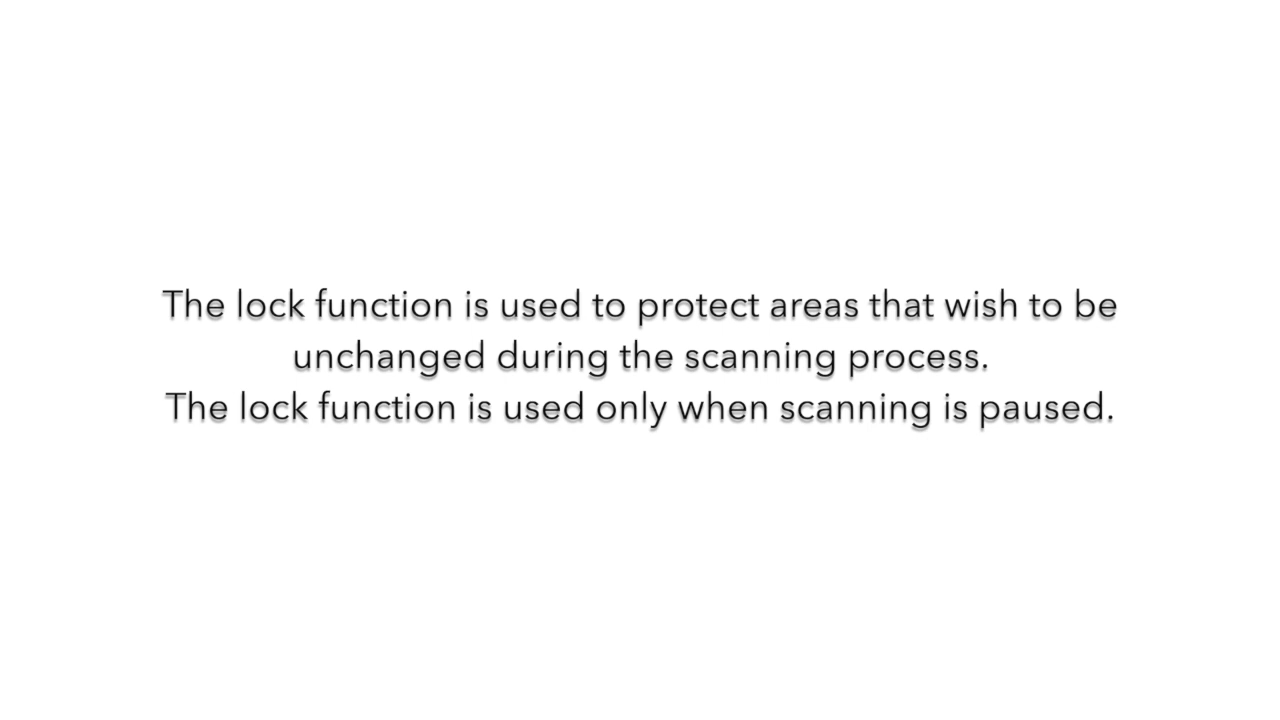 The lock function is used to protect areas that wish to be
unchanged during the scanning process.
The lock function is used only when scanning is paused.